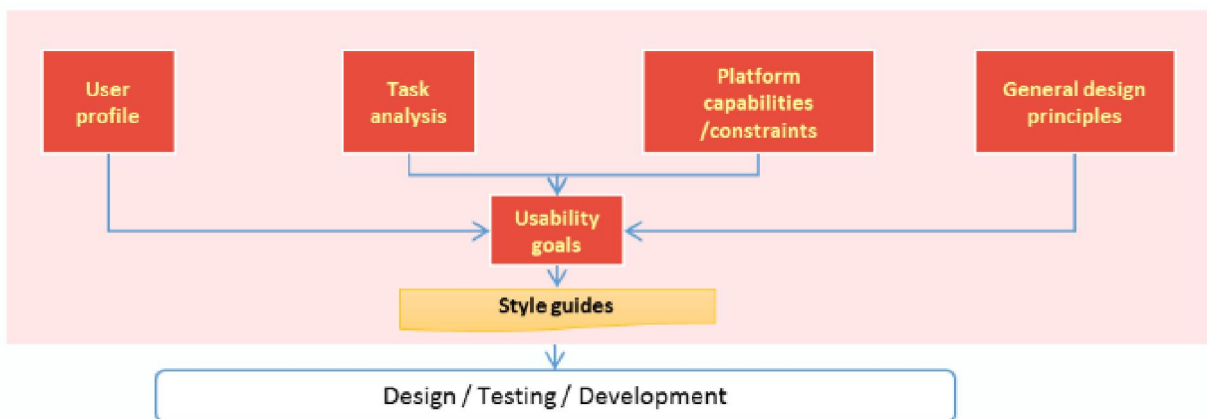 User
profile
Task
analysis
Platform
capabilities
/constraints
General design
principles
Usability
goals
Style guides
Design / Testing / Development